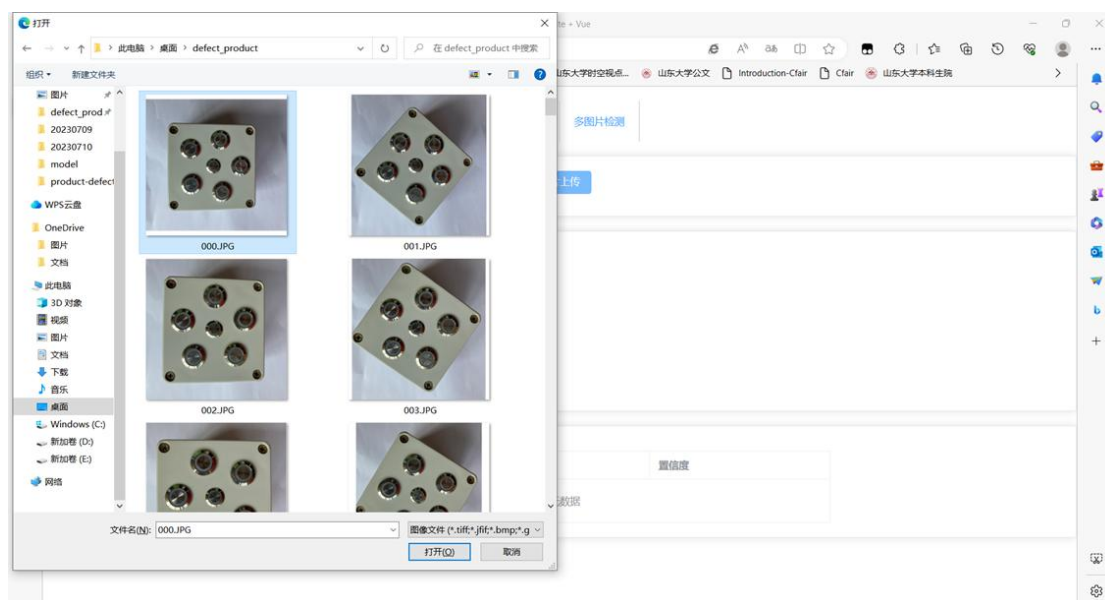 打开
te + Vue
此电脑 > 桌面 > defect_product
在 defect_product 中搜索
组织
新建文件夹
山东大学时空视点...
山东大学公文
Introduction-Cfair
Cfair
山东大学本科生院
图片
defect_prod
20230709
20230710
model
product-defect
WPS云盘
OneDrive
图片
文档
此电脑
3D 对象
视频
图片
文档
下载
音乐
桌面
Windows (C:)
新加卷 (D:)
新加卷 (E:)
网络
000.JPG
001.JPG
002.JPG
003.JPG
多图片检测
上传
置信度
数据
文件名(N):
000.JPG
图像文件 (*.tiff;*.jfif;*.bmp;*.g
打开(O)
取消